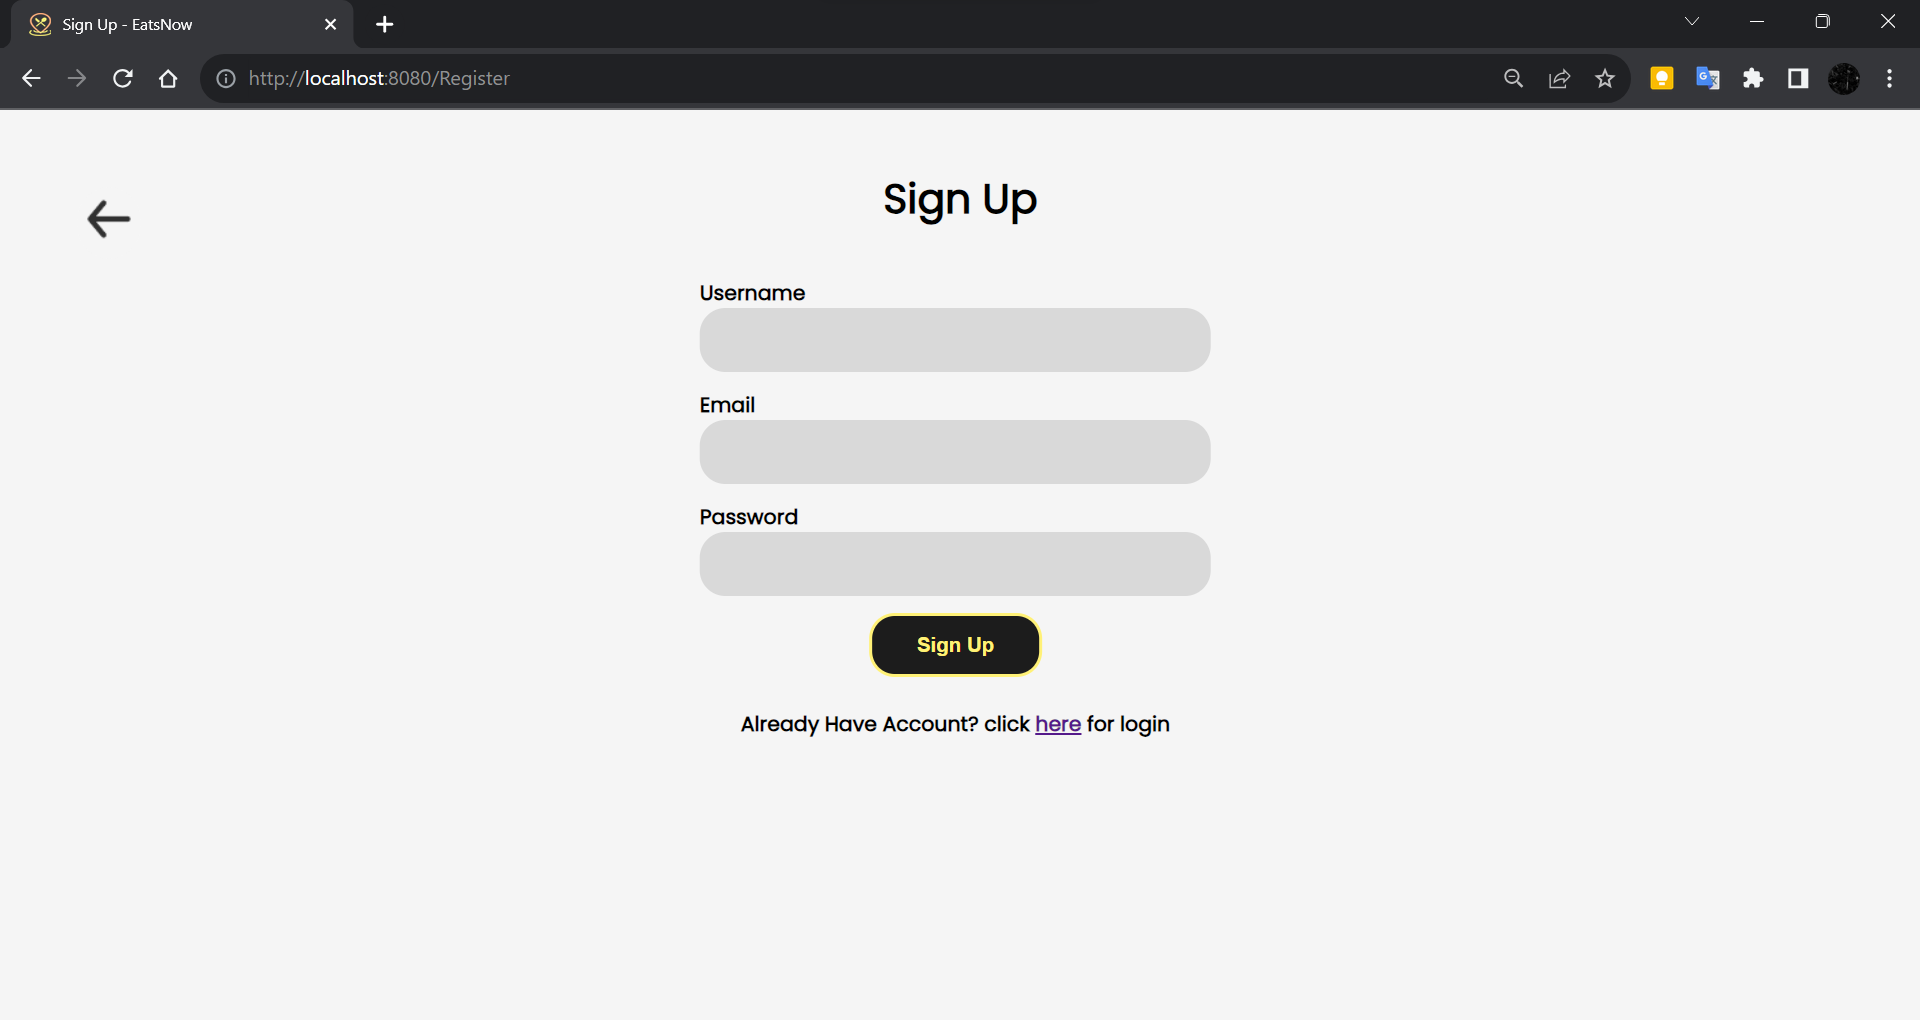 Sign Up - EatsNow
http://localhost:8080/Register
Sign Up
Username
Email
Password
Sign Up
Already Have Account? click here for login